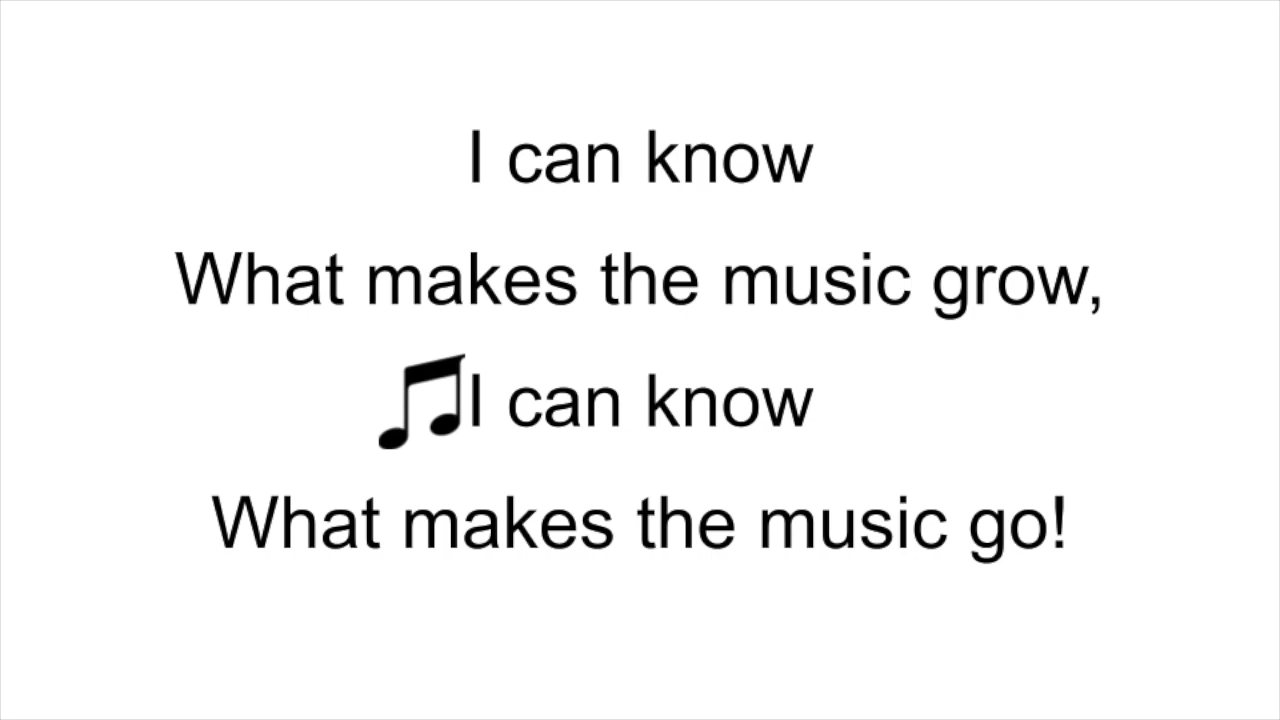 I can know
What makes the music grow,
I can know
What makes the music go!